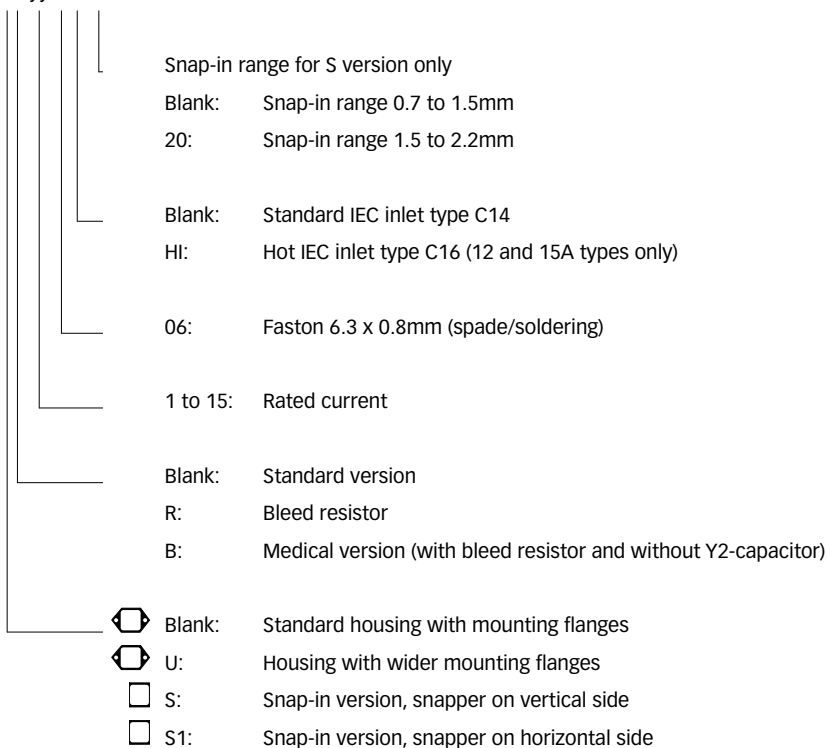 Snap-in range for S version only
Blank: Snap-in range 0.7 to 1.5mm
20: Snap-in range 1.5 to 2.2mm
Blank: Standard IEC inlet type C14
HI: Hot IEC inlet type C16 (12 and 15A types only)
06: Faston 6.3 x 0.8mm (spade/soldering)
1 to 15: Rated current
Blank: Standard version
R: Bleed resistor
B: Medical version (with bleed resistor and without Y2-capacitor)
Blank: Standard housing with mounting flanges
U: Housing with wider mounting flanges
S: Snap-in version, snapper on vertical side
S1: Snap-in version, snapper on horizontal side